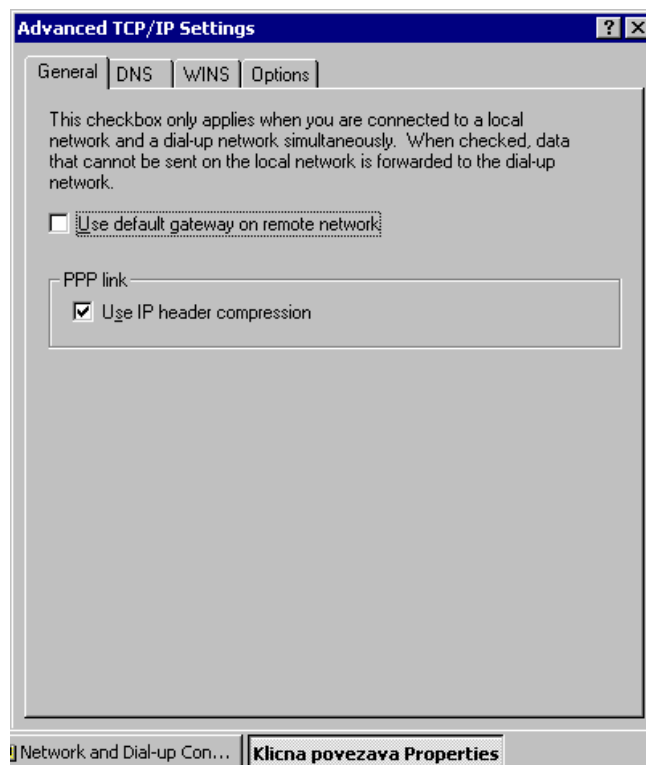 Advanced TCP/IP Settings
General DNS WINS Options
This checkbox only applies when you are connected to a local
network and a dial-up network simultaneously. When checked, data
that cannot be sent on the local network is forwarded to the dial-up
network.
Use default gateway on remote network
PPP link
Use IP header compression
Network and Dial-up Con... Klicna povezava Properties